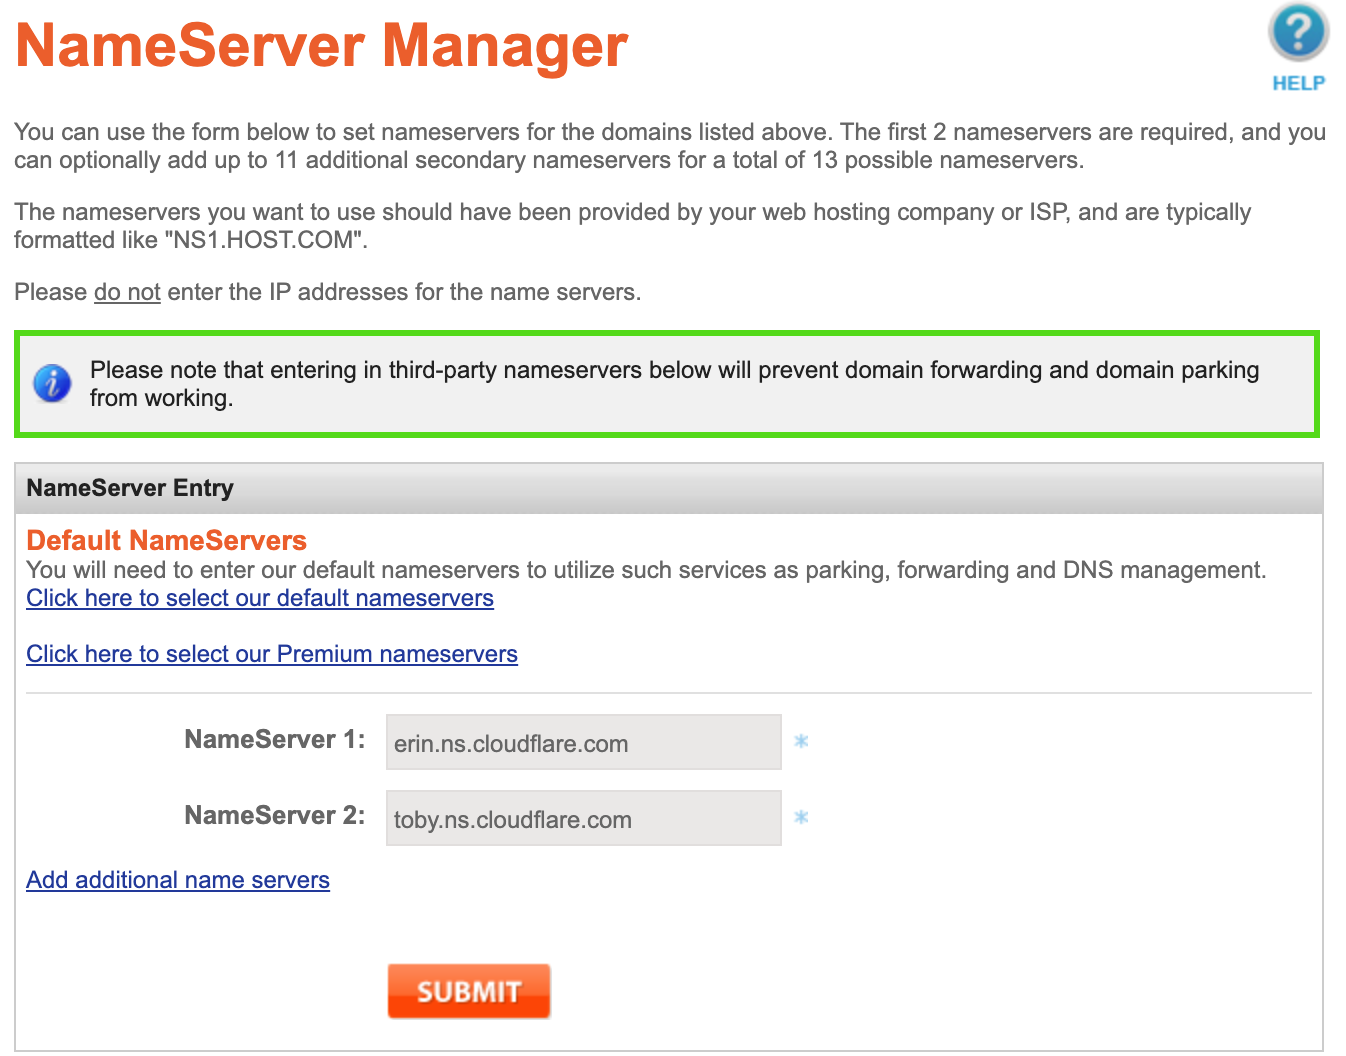 NameServer Manager
?
HELP
You can use the form below to set nameservers for the domains listed above. The first 2 nameservers are required, and you
can optionally add up to 11 additional secondary nameservers for a total of 13 possible nameservers.
The nameservers you want to use should have been provided by your web hosting company or ISP, and are typically
formatted like "NS1.HOST.COM".
Please do not enter the IP addresses for the name servers.
i
Please note that entering in third-party nameservers below will prevent domain forwarding and domain parking
from working.
NameServer Entry
Default NameServers
You will need to enter our default nameservers to utilize such services as parking, forwarding and DNS management.
Click here to select our default nameservers
Click here to select our Premium nameservers
NameServer 1: erin.ns.cloudflare.com *
NameServer 2: toby.ns.cloudflare.com *
Add additional name servers
SUBMIT